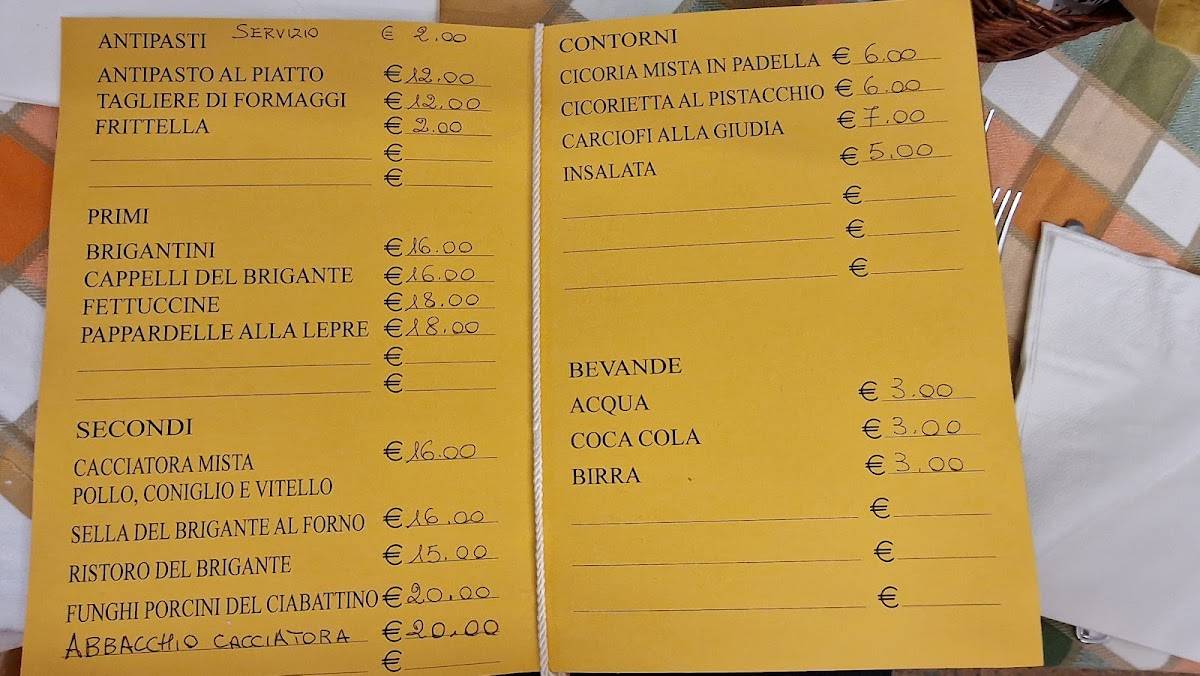 ANTIPASTI SERVIZIO € 2.00
ANTIPASTO AL PIATTO € 12.00
TAGLIERE DI FORMAGGI € 12.00
FRITTELLA € 2.00
€
€
PRIMI
BRIGANTINI € 16.00
CAPPELLI DEL BRIGANTE € 16.00
FETTUCCINE € 18.00
PAPPARDELLE ALLA LEPRE € 18.00
€
€
SECONDI
CACCIATORA MISTA € 16.00
POLLO, CONIGLIO E VITELLO
SELLA DEL BRIGANTE AL FORNO € 16.00
RISTORO DEL BRIGANTE € 15.00
FUNGHI PORCINI DEL CIABATTINO € 20.00
ABBACCHIO CACCIATORA € 20.00
€
CONTORNI
CICORIA MISTA IN PADELLA € 6.00
CICORIETTA AL PISTACCHIO € 6.00
CARCIOFI ALLA GIUDIA € 7.00
INSALATA € 5.00
€
€
€
BEVANDE
ACQUA € 3.00
COCA COLA € 3.00
BIRRA € 3.00
€
€
€